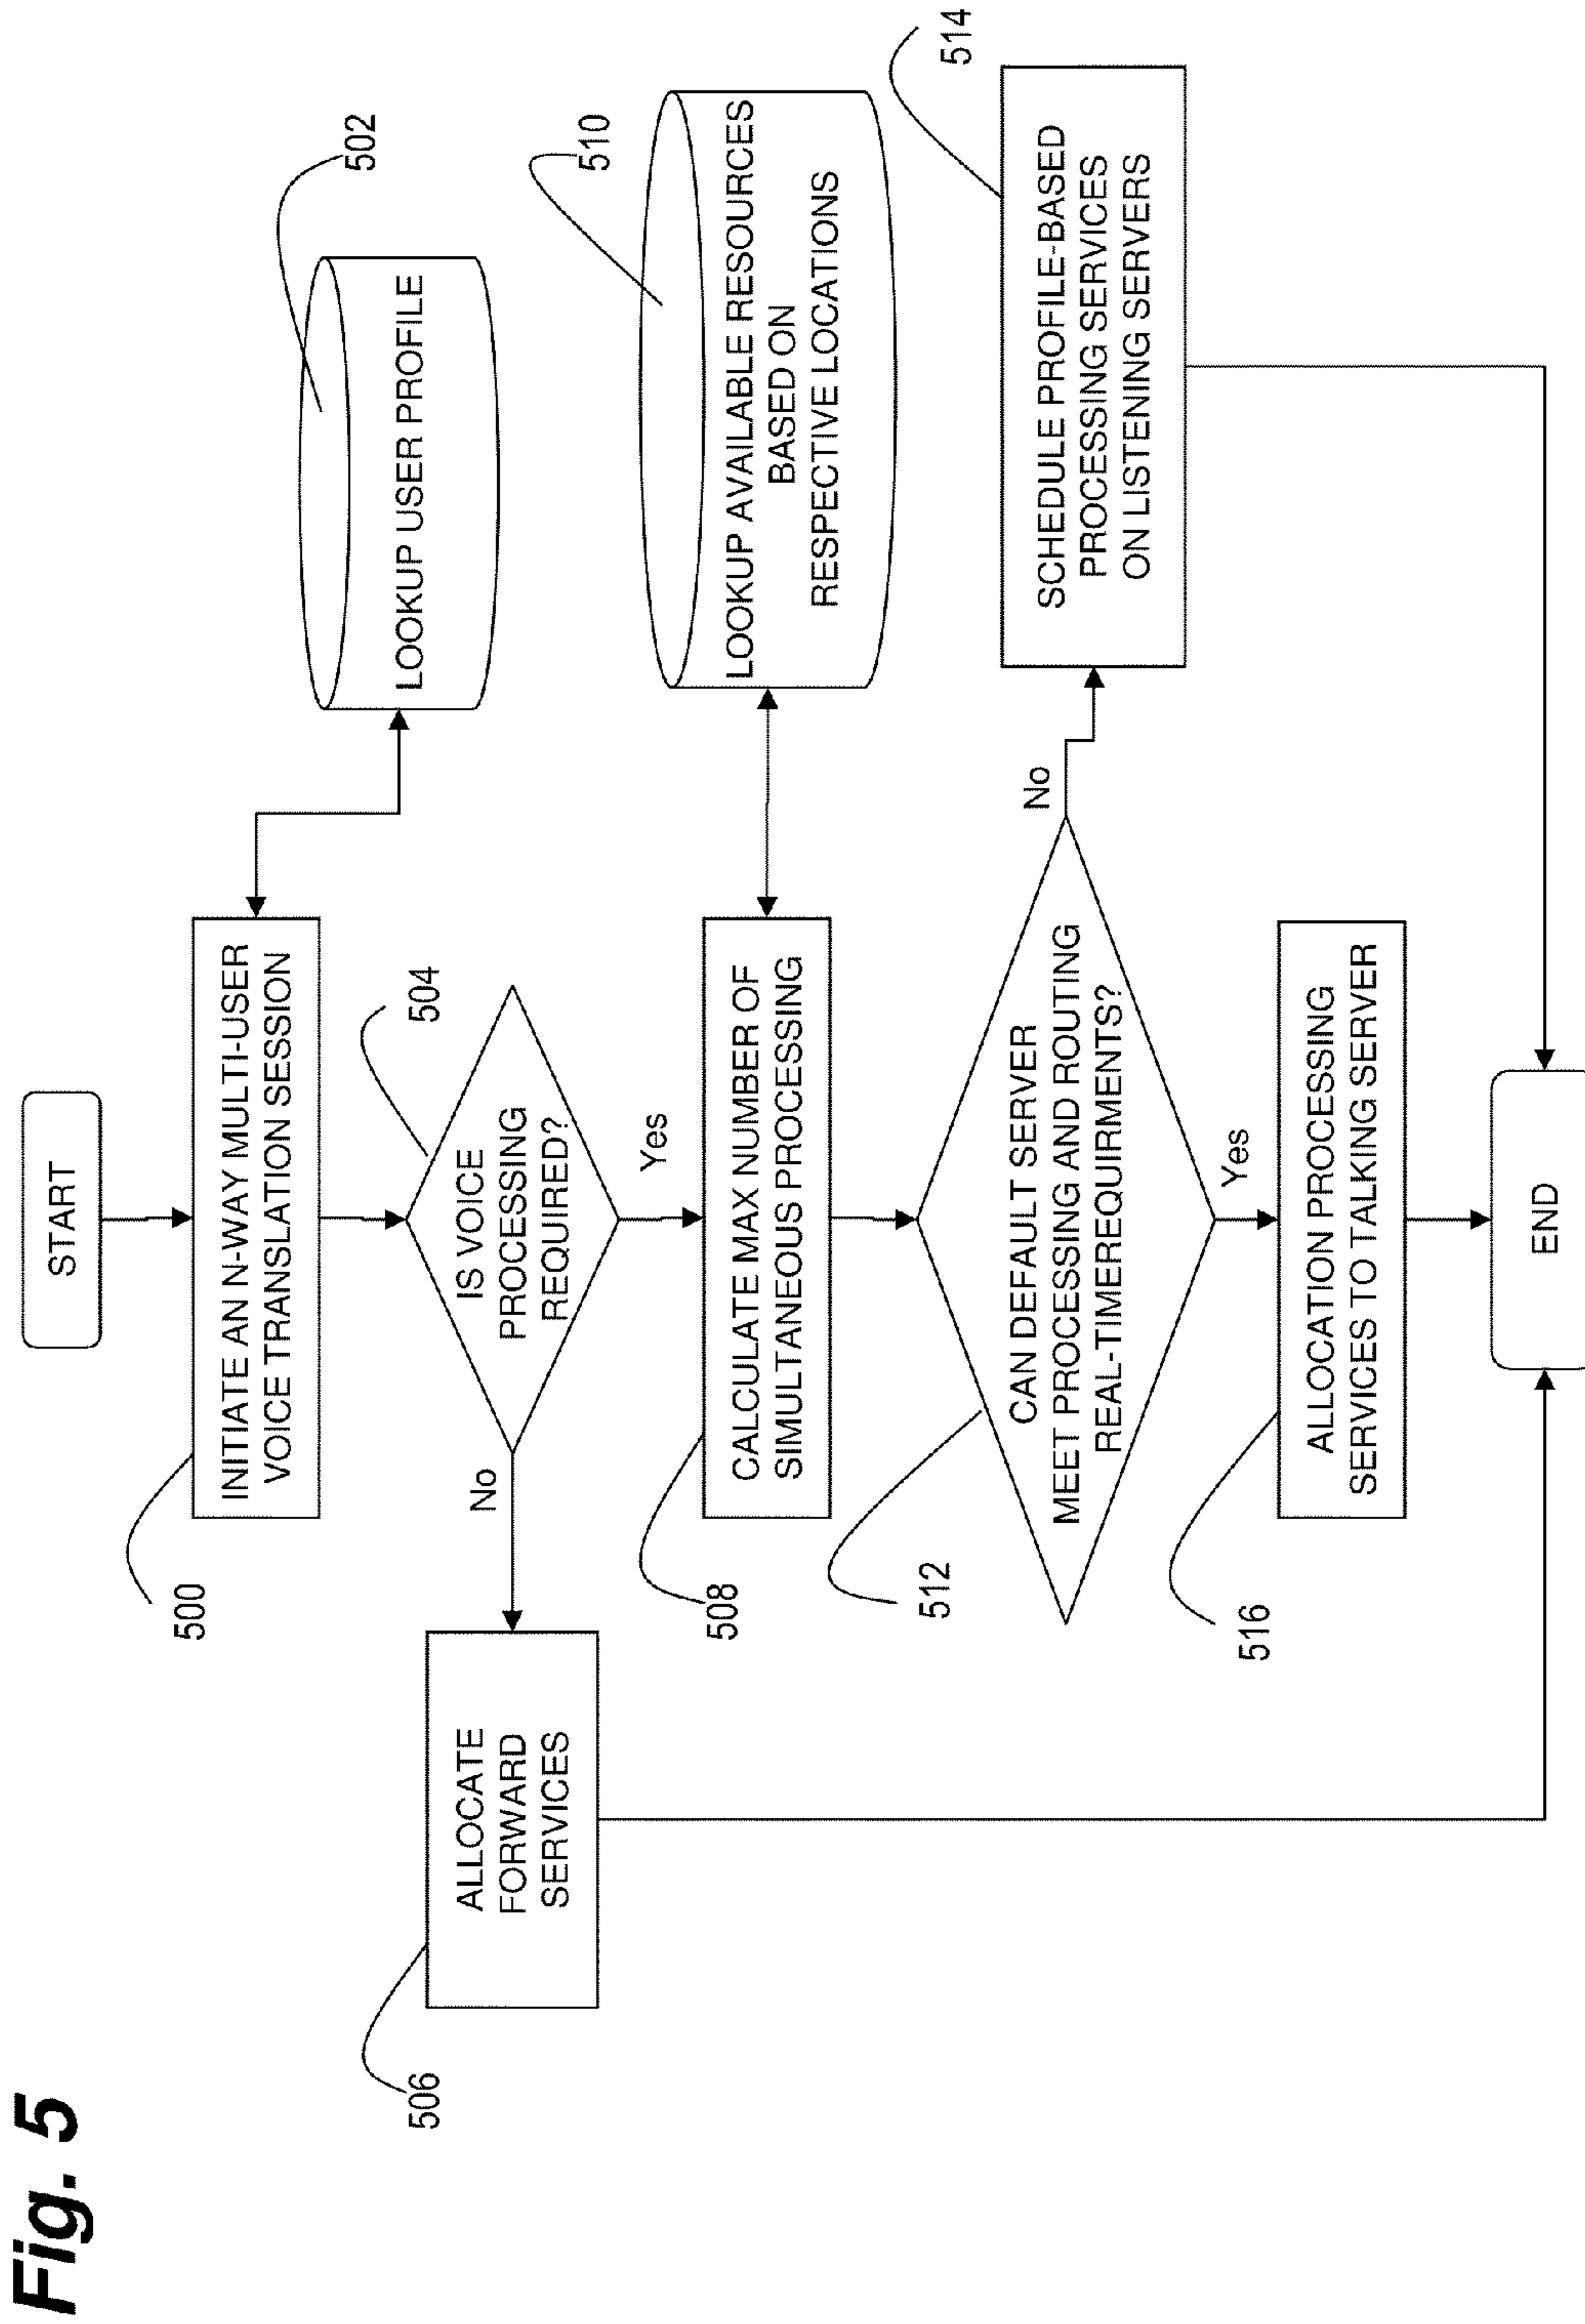 Fig. 5
START
500
INITIATE AN N-WAY MULTI-USER
VOICE TRANSLATION SESSION
502
LOOKUP USER PROFILE
504
IS VOICE
PROCESSING
REQUIRED?
No
Yes
506
ALLOCATE
FORWARD
SERVICES
508
CALCULATE MAX NUMBER OF
SIMULTANEOUS PROCESSING
510
LOOKUP AVAILABLE RESOURCES
BASED ON
RESPECTIVE LOCATIONS
512
CAN DEFAULT SERVER
MEET PROCESSING AND ROUTING
REAL-TIMEREQUIRMENTS?
No
Yes
514
SCHEDULE PROFILE-BASED
PROCESSING SERVICES
ON LISTENING SERVERS
516
ALLOCATION PROCESSING
SERVICES TO TALKING SERVER
END